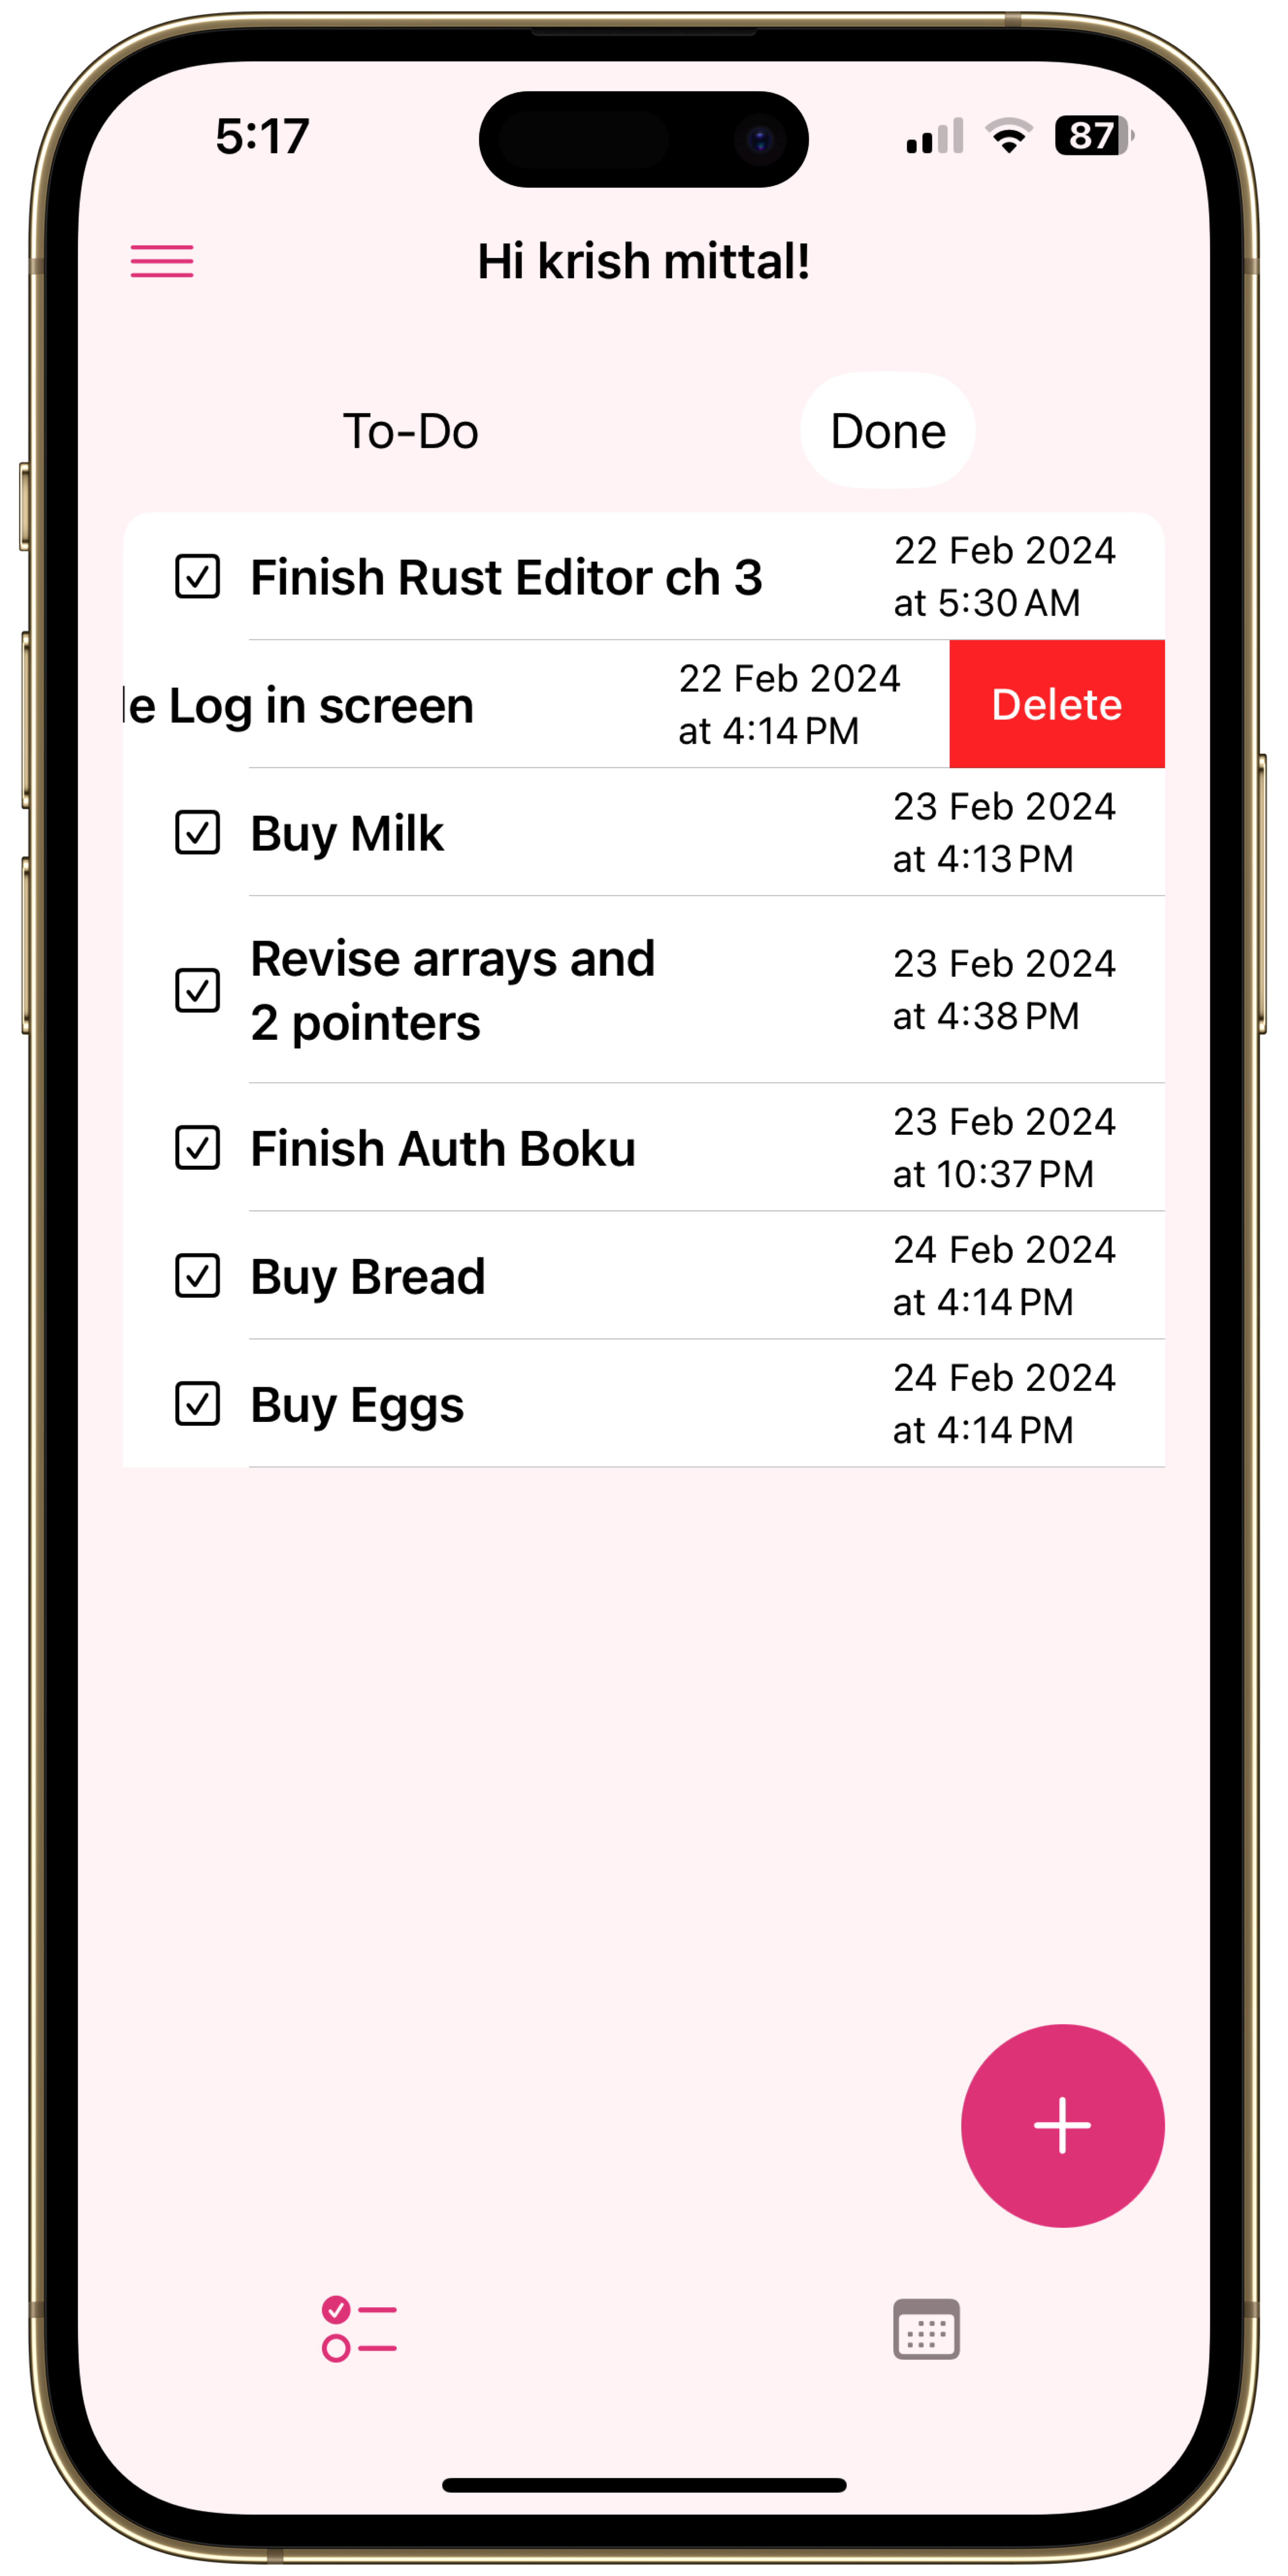 5:17
87
Hi krish mittal!
To-Do
Done
Finish Rust Editor ch 3
22 Feb 2024
at 5:30 AM
Log in screen
22 Feb 2024
at 4:14 PM
Delete
Buy Milk
23 Feb 2024
at 4:13 PM
Revise arrays and
2 pointers
23 Feb 2024
at 4:38 PM
Finish Auth Boku
23 Feb 2024
at 10:37 PM
Buy Bread
24 Feb 2024
at 4:14 PM
Buy Eggs
24 Feb 2024
at 4:14 PM